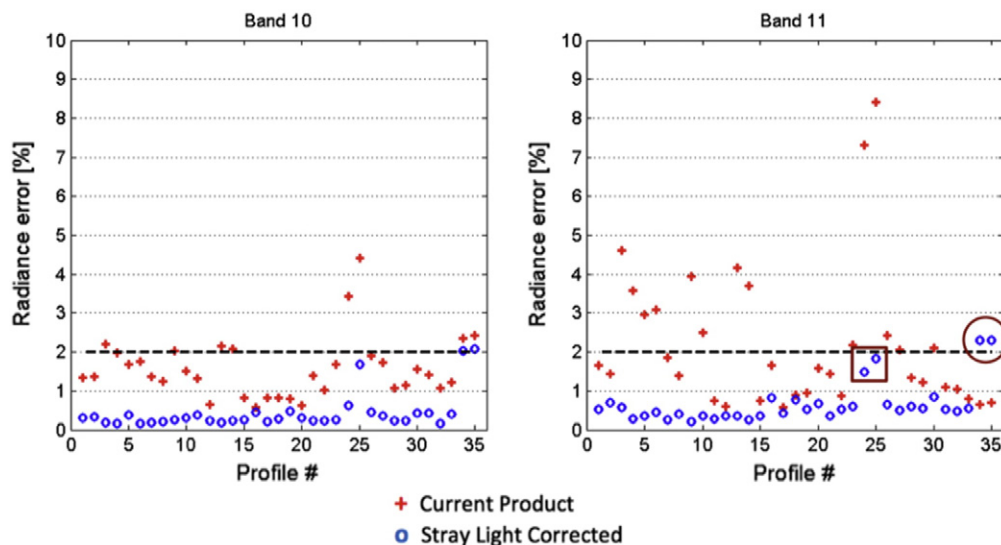 Band 10
Band 11
Radiance error [%]
10
9
8
7
6
5
4
3
2
1
0
0 5 10 15 20 25 30 35
Profile #
Radiance error [%]
10
9
8
7
6
5
4
3
2
1
0
0 5 10 15 20 25 30 35
Profile #
+ Current Product
o Stray Light Corrected